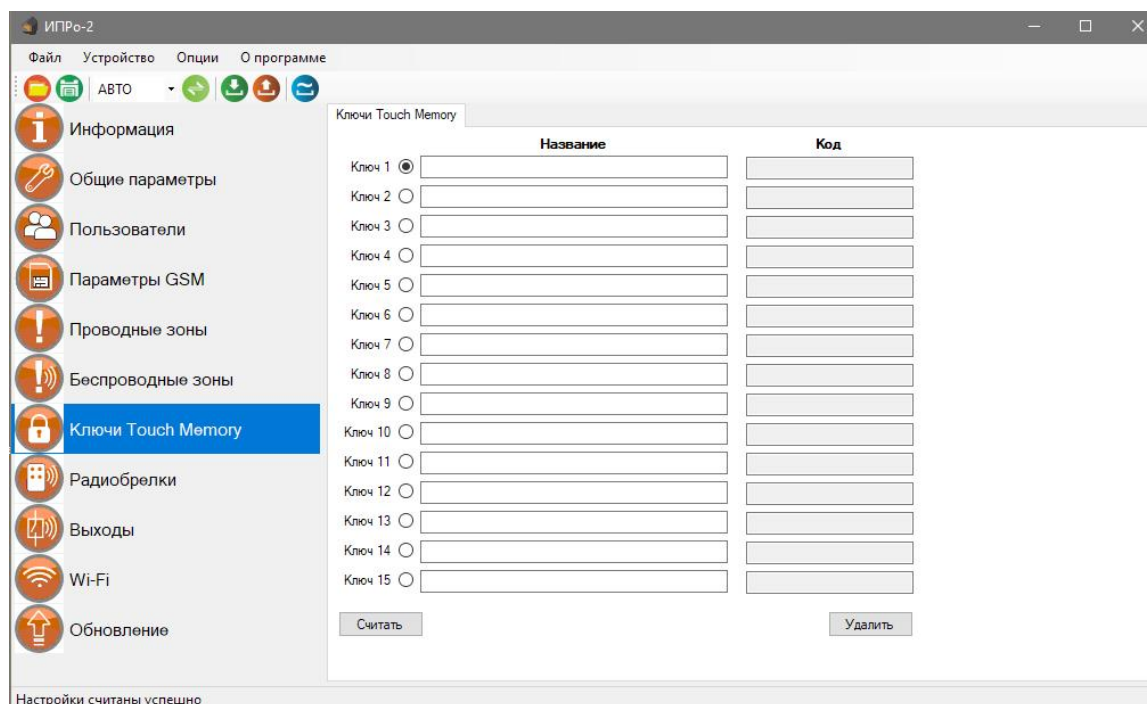 ИПРо-2
Файл Устройство Опции О программе
АВТО
Информация
Общие параметры
Пользователи
Параметры GSM
Проводные зоны
Беспроводные зоны
Ключи Touch Memory
Радиобрелки
Выходы
Wi-Fi
Обновление
Ключи Touch Memory
Название Код
Ключ 1
Ключ 2
Ключ 3
Ключ 4
Ключ 5
Ключ 6
Ключ 7
Ключ 8
Ключ 9
Ключ 10
Ключ 11
Ключ 12
Ключ 13
Ключ 14
Ключ 15
Считать Удалить
Настройки считаны успешно